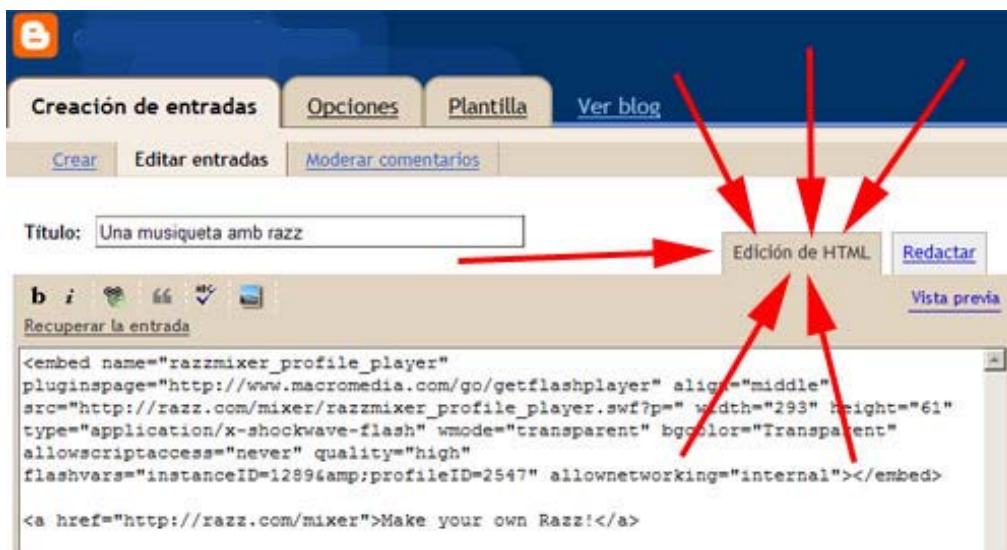 Creación de entradas Opciones Plantilla Ver blog
Crear Editar entradas Moderar comentarios
Título: Una musiqueta amb razz
Edición de HTML Redactar
b i ABC Vista previa
Recuperar la entrada
<embed name="razzmixer_profile_player"
pluginspage="http://www.macromedia.com/go/getflashplayer" align="middle"
src="http://razz.com/mixer/razzmixer_profile_player.swf?p=" width="293" height="61"
type="application/x-shockwave-flash" wmode="transparent" bgcolor="Transparent"
allowscriptaccess="never" quality="high"
flashvars="instanceID=1289&amp;profileID=2547" allownetworking="internal"></embed>
<a href="http://razz.com/mixer">Make your own Razz!</a>